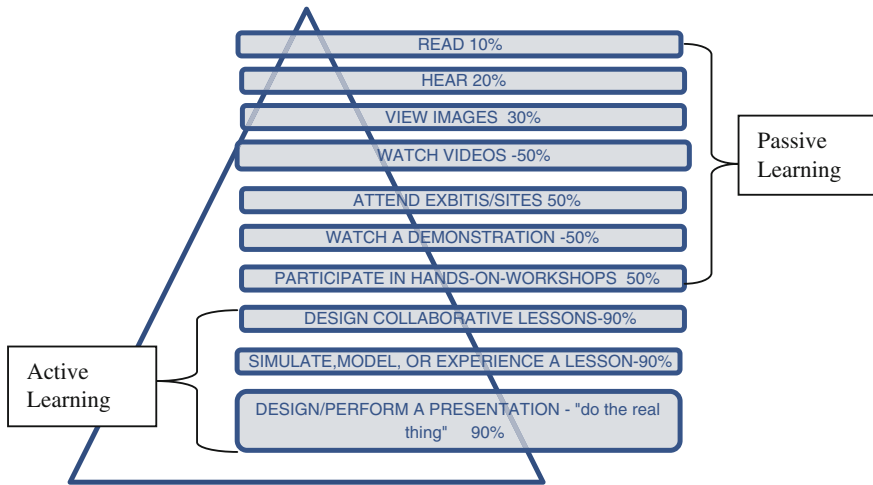 READ 10%
HEAR 20%
VIEW IMAGES 30%
WATCH VIDEOS -50%
Passive
Learning
ATTEND EXBITIS/SITES 50%
WATCH A DEMONSTRATION -50%
PARTICIPATE IN HANDS-ON-WORKSHOPS 50%
DESIGN COLLABORATIVE LESSONS-90%
SIMULATE,MODEL, OR EXPERIENCE A LESSON-90%
Active
Learning
DESIGN/PERFORM A PRESENTATION - "do the real
thing" 90%